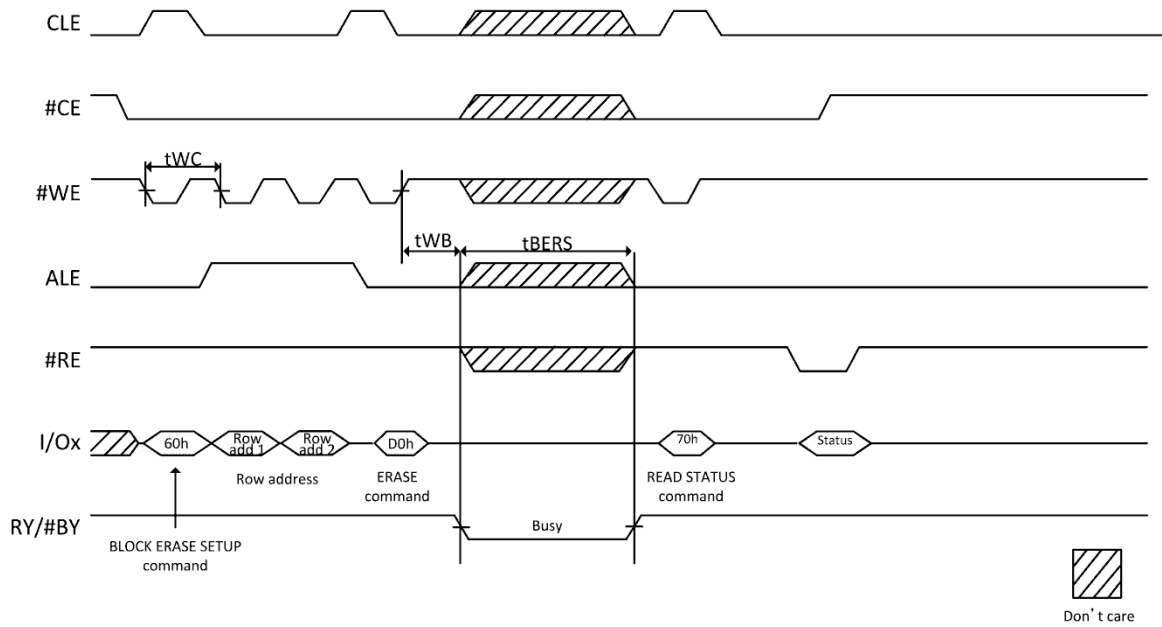 CLE
#CE
tWC
#WE
tWB
tBERS
ALE
#RE
I/Ox
60h
Row
add 1
Row
add 2
D0h
70h
Status
Row address
ERASE
command
READ STATUS
command
RY/#BY
Busy
BLOCK ERASE SETUP
command
Don' t care